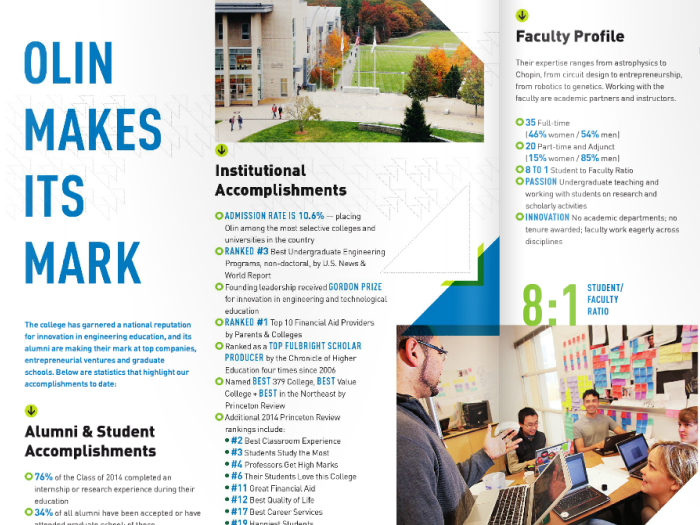 OLIN
MAKES
ITS
MARK
The college has garnered a national reputation
for innovation in engineering education, and its
alumni are making their mark at top companies,
entrepreneurial ventures and graduate
schools. Below are statistics that highlight our
accomplishments to date:
Alumni & Student
Accomplishments
76% of the Class of 2014 completed an
internship or research experience during their
education
34% of all alumni have been accepted or have
attended graduate school; of those
Institutional
Accomplishments
ADMISSION RATE IS 10.6% — placing
Olin among the most selective colleges and
universities in the country
RANKED #3 Best Undergraduate Engineering
Programs, non-doctoral, by U.S. News &
World Report
Founding leadership received GORDON PRIZE
for innovation in engineering and technological
education
RANKED #1 Top 10 Financial Aid Providers
by Parents & Colleges
Ranked as a TOP FULBRIGHT SCHOLAR
PRODUCER by the Chronicle of Higher
Education four times since 2006
Named BEST 379 College, BEST Value
College + BEST in the Northeast by
Princeton Review
Additional 2014 Princeton Review
rankings include:
#2 Best Classroom Experience
#3 Students Study the Most
#4 Professors Get High Marks
#6 Their Students Love this College
#11 Great Financial Aid
#12 Best Quality of Life
#17 Best Career Services
#19 Happiest Students
Faculty Profile
Their expertise ranges from astrophysics to
Chopin, from circuit design to entrepreneurship,
from robotics to genetics. Working with the
faculty are academic partners and instructors.
35 Full-time
(46% women / 54% men)
20 Part-time and Adjunct
(15% women / 85% men)
8 TO 1 Student to Faculty Ratio
PASSION Undergraduate teaching and
working with students on research and
scholarly activities
INNOVATION No academic departments; no
tenure awarded; faculty work eagerly across
disciplines
8:1
STUDENT/
FACULTY
RATIO